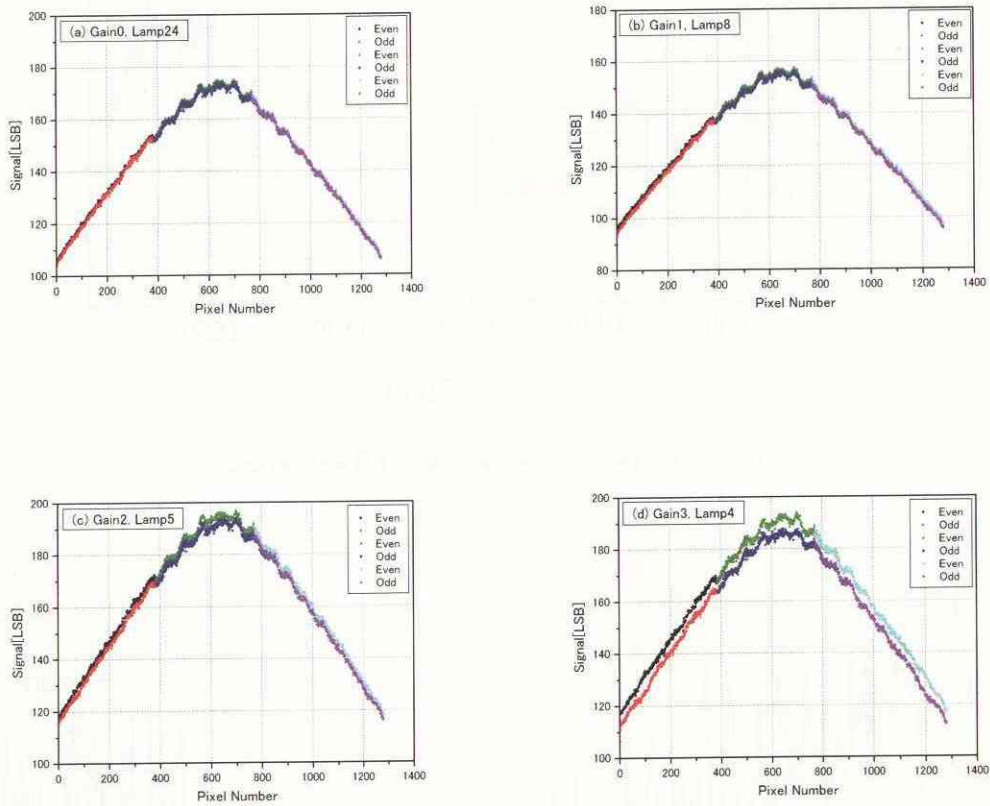 (a) Gain0, Lamp24
Even
Odd
Even
Odd
Even
Odd
Signal[LSB]
200
180
160
140
120
100
0 200 400 600 800 1000 1200 1400
Pixel Number
(b) Gain1, Lamp8
Even
Odd
Even
Odd
Even
Odd
Signal[LSB]
180
160
140
120
100
80
0 200 400 600 800 1000 1200 1400
Pixel Number
(c) Gain2, Lamp5
Even
Odd
Even
Odd
Even
Odd
Signal[LSB]
200
180
160
140
120
100
0 200 400 600 800 1000 1200 1400
Pixel Number
(d) Gain3, Lamp4
Even
Odd
Even
Odd
Even
Odd
Signal[LSB]
200
180
160
140
120
100
0 200 400 600 800 1000 1200 1400
Pixel Number